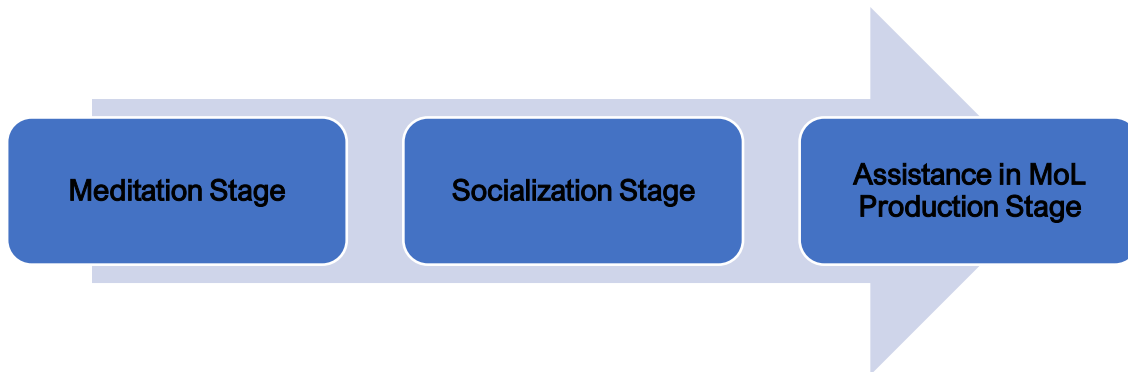 Meditation Stage
Socialization Stage
Assistance in MoL
Production Stage